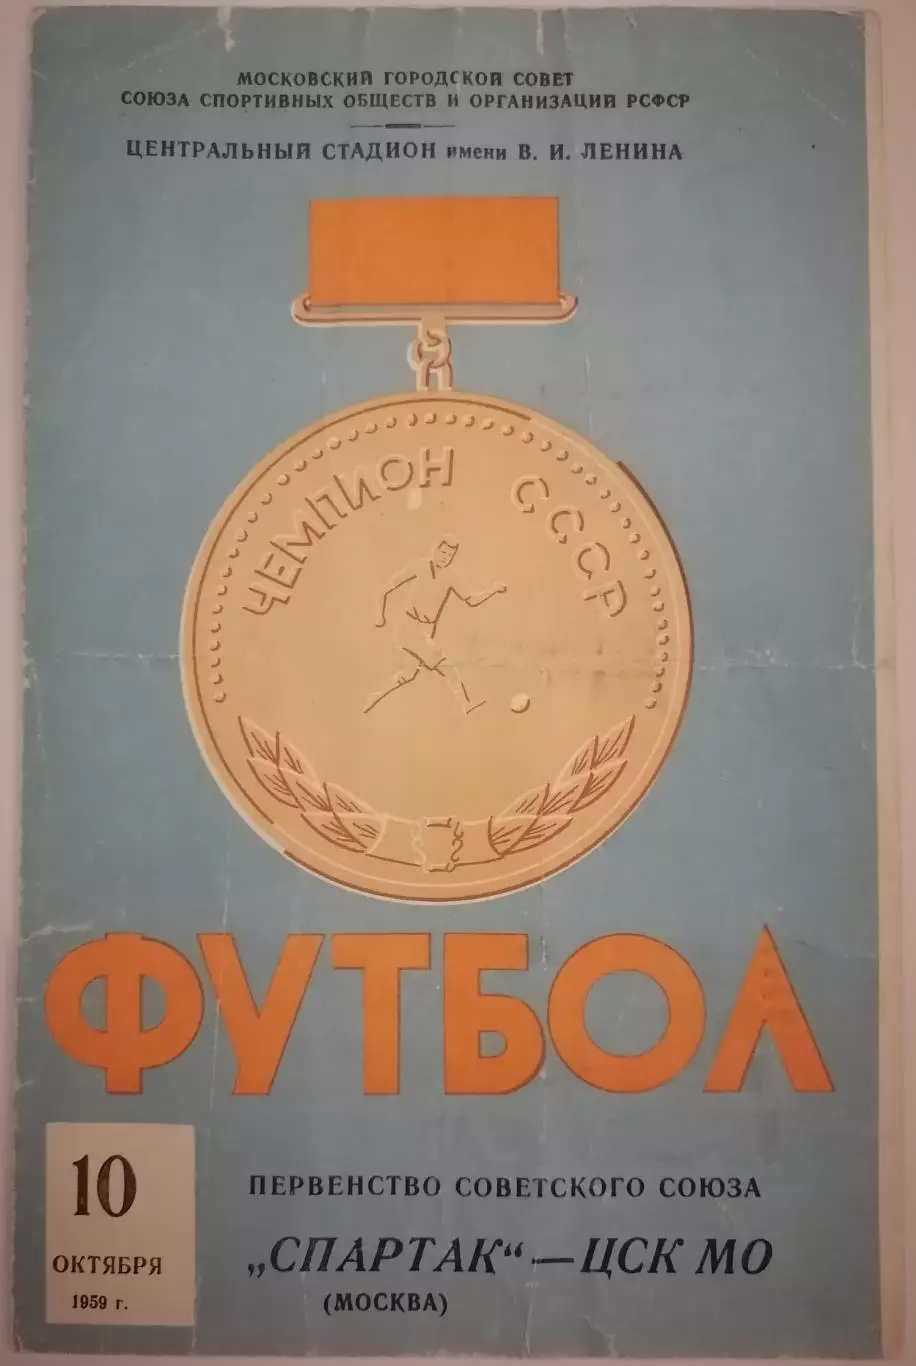 МОСКОВСКИЙ ГОРОДСКОЙ СОВЕТ
СОЮЗА СПОРТИВНЫХ ОБЩЕСТВ И ОРГАНИЗАЦИЙ РСФСР
ЦЕНТРАЛЬНЫЙ СТАДИОН имени В. И. ЛЕНИНА
ЧЕМПИОН СССР
ФУТБОЛ
10
ОКТЯБРЯ
1959 г.
ПЕРВЕНСТВО СОВЕТСКОГО СОЮЗА
„СПАРТАК“ — ЦСК МО
(МОСКВА)